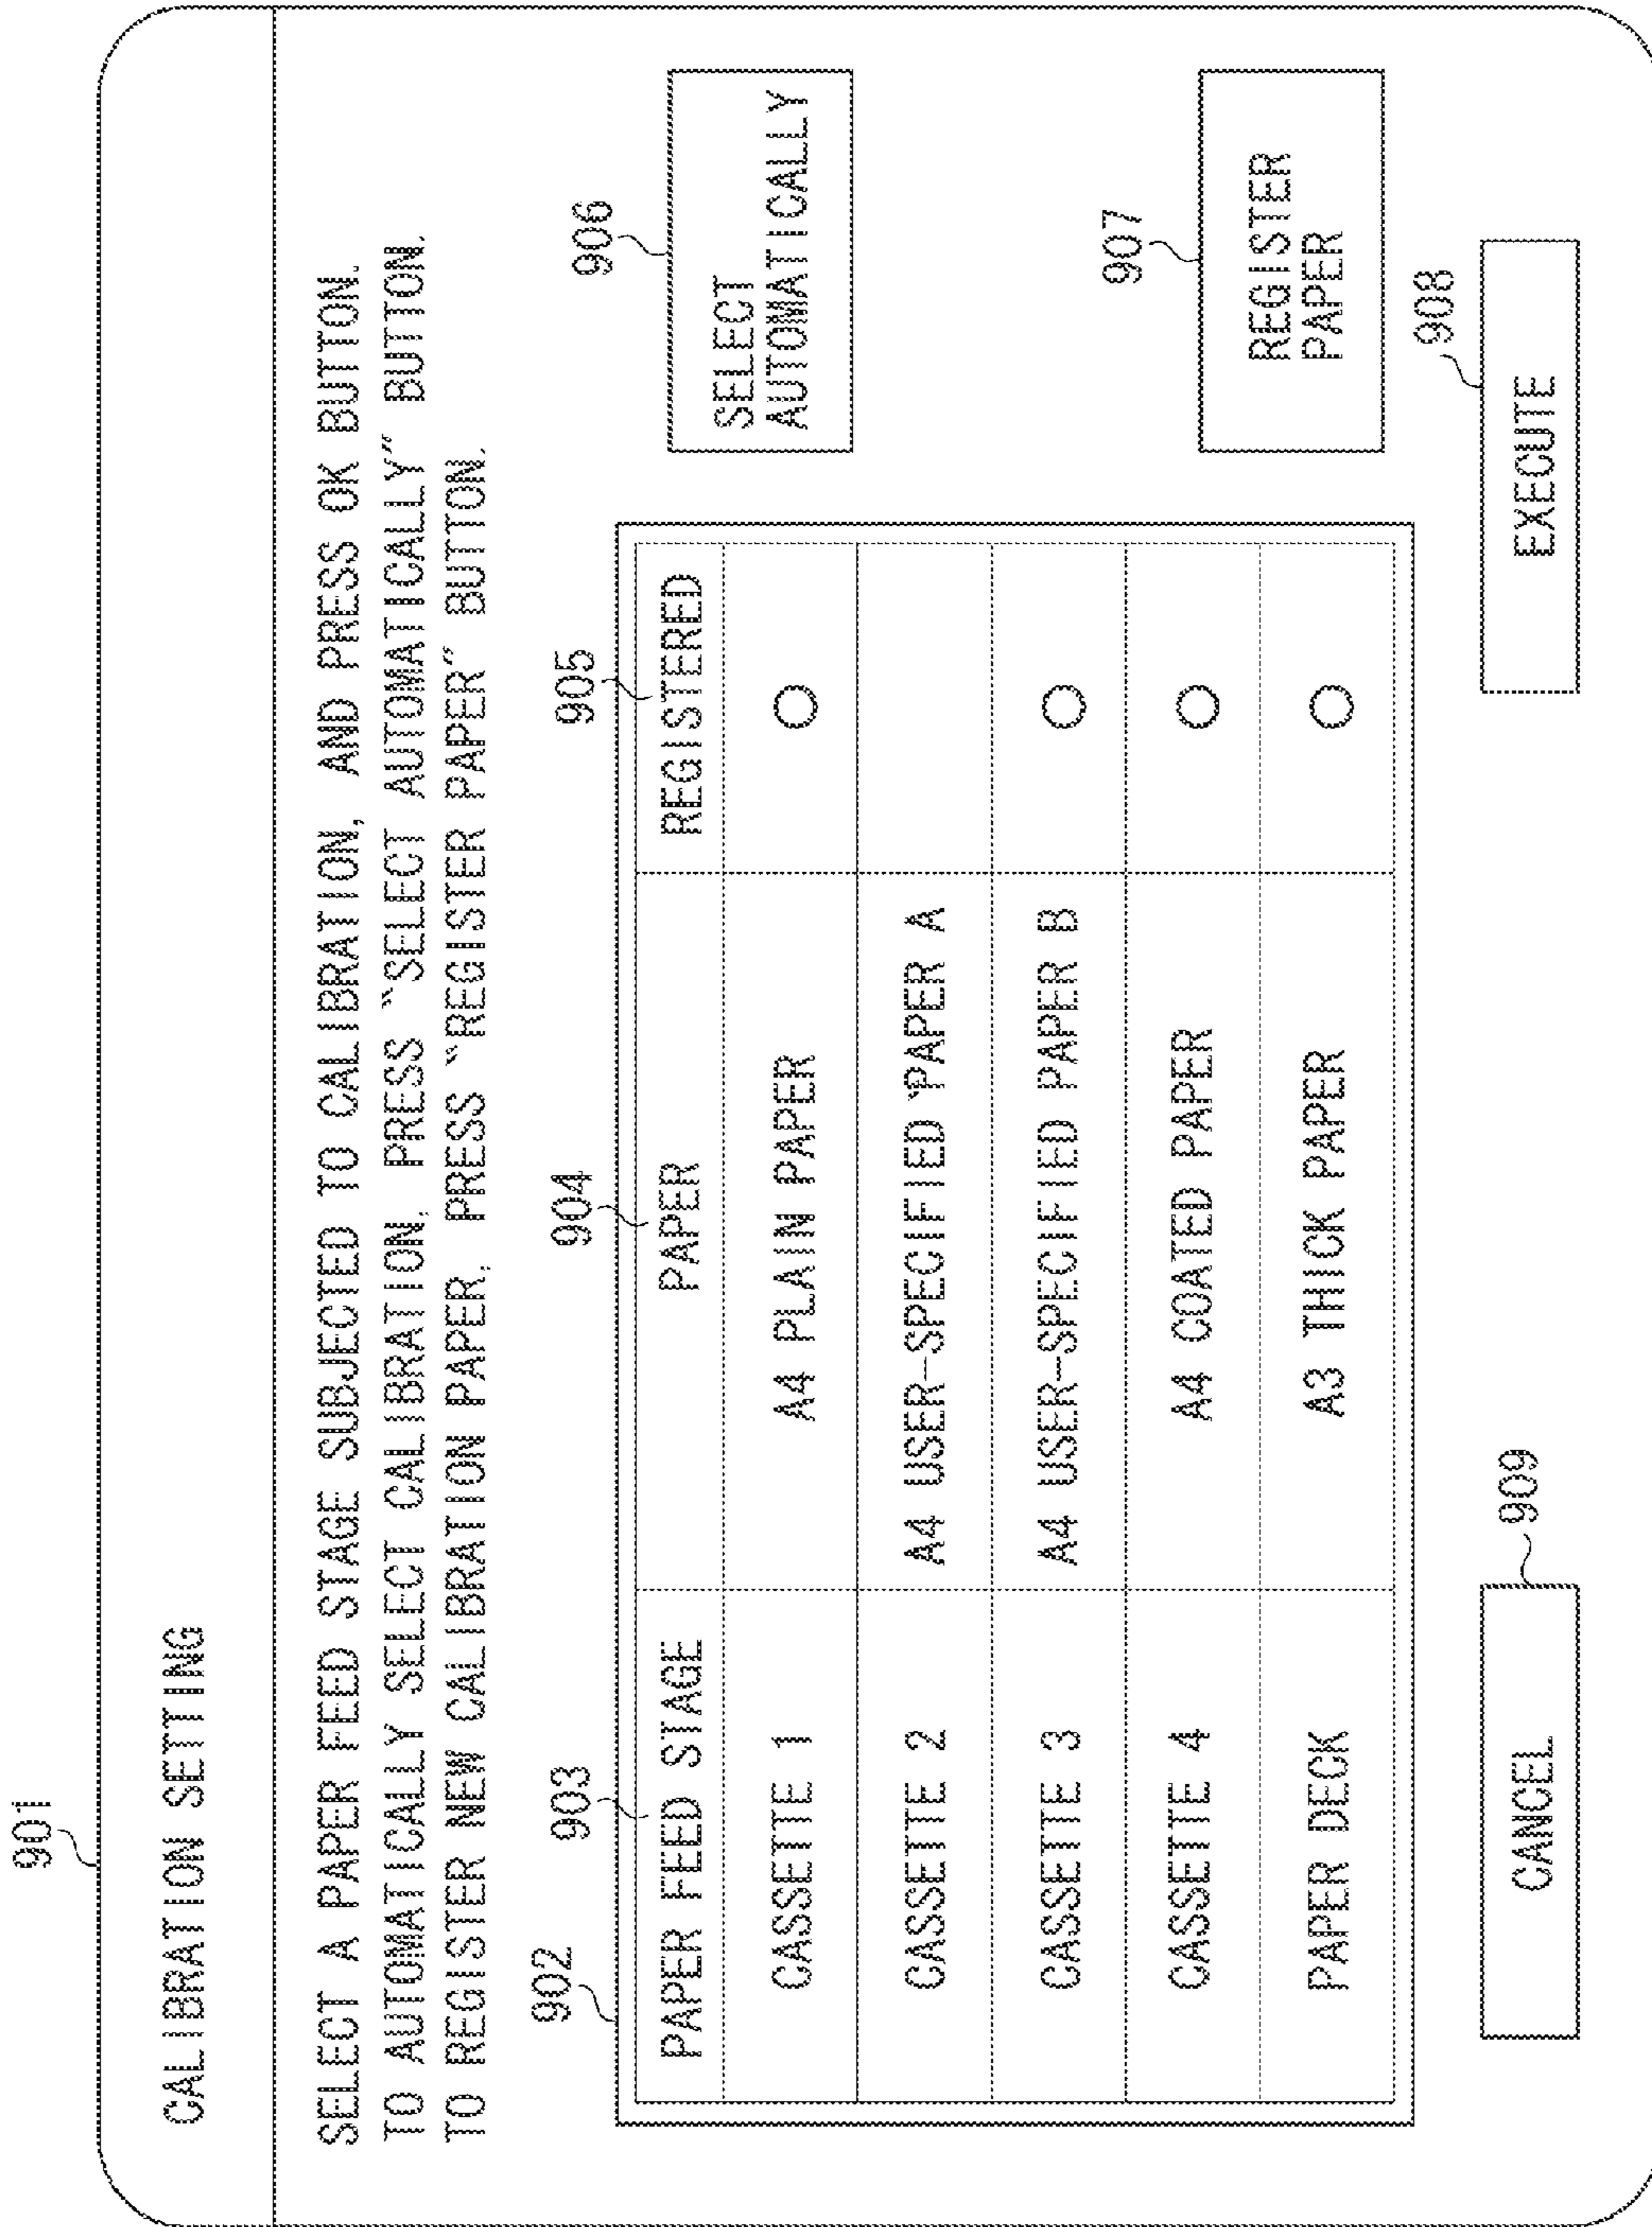 901
CALIBRATION SETTING
SELECT A PAPER FEED STAGE SUBJECTED TO CALIBRATION, AND PRESS OK BUTTON.
TO AUTOMATICALLY SELECT CALIBRATION, PRESS “SELECT AUTOMATICALLY” BUTTON.
TO REGISTER NEW CALIBRATION PAPER, PRESS “REGISTER PAPER” BUTTON.
902 903 904 905 906
PAPER FEED STAGE PAPER REGISTERED
CASSETTE 1 A4 PLAIN PAPER ○
CASSETTE 2 A4 USER-SPECIFIED PAPER A
CASSETTE 3 A4 USER-SPECIFIED PAPER B ○
CASSETTE 4 A4 COATED PAPER ○
PAPER DECK A3 THICK PAPER ○
SELECT
AUTOMATICALLY
907
REGISTER
PAPER
909 908
CANCEL EXECUTE